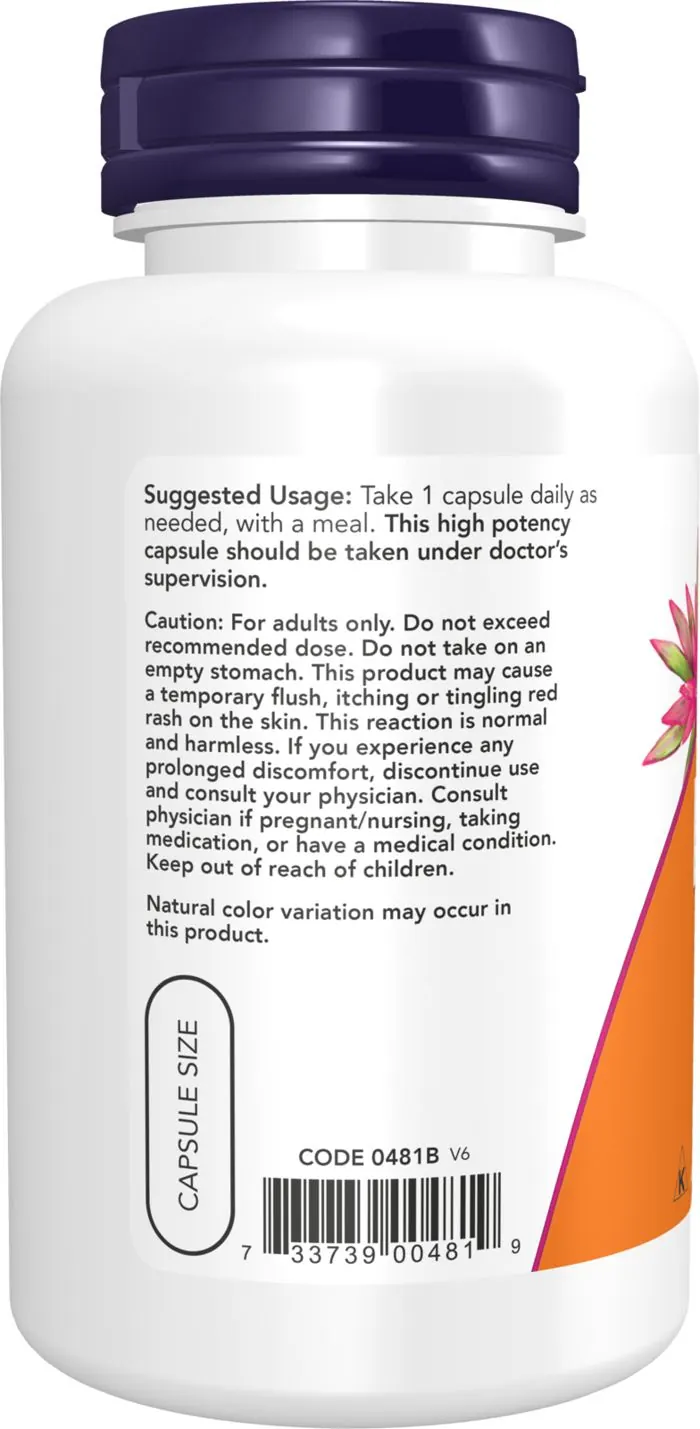 Suggested Usage: Take 1 capsule daily as
needed, with a meal. This high potency
capsule should be taken under doctor's
supervision.
Caution: For adults only. Do not exceed
recommended dose. Do not take on an
empty stomach. This product may cause
a temporary flush, itching or tingling red
rash on the skin. This reaction is normal
and harmless. If you experience any
prolonged discomfort, discontinue use
and consult your physician. Consult
physician if pregnant/nursing, taking
medication, or have a medical condition.
Keep out of reach of children.
Natural color variation may occur in
this product.
CAPSULE SIZE
CODE 0481B V6
7 33739 00481 9
K